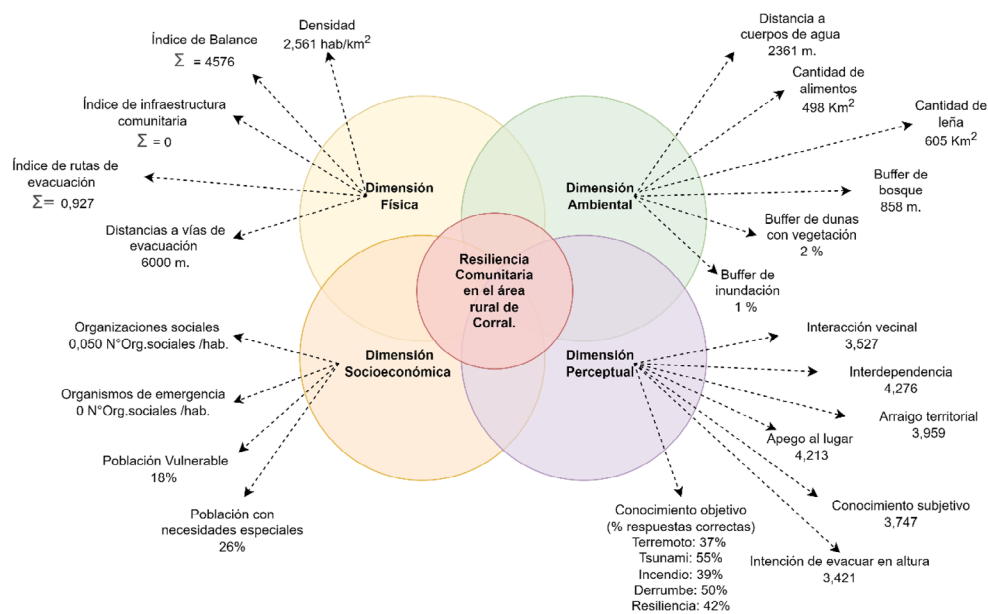 Densidad
2,561 hab/km²
Índice de Balance
Σ = 4576
Índice de infraestructura
comunitaria
Σ = 0
Índice de rutas de
evacuación
Σ= 0,927
Distancias a vías de
evacuación
6000 m.
Dimensión
Física
Distancia a
cuerpos de agua
2361 m.
Cantidad de
alimentos
498 Km²
Cantidad de
leña
605 Km²
Buffer de
bosque
858 m.
Buffer de dunas
con vegetación
2 %
Buffer de
inundación
1 %
Dimensión
Ambiental
Resiliencia
Comunitaria
en el área
rural de
Corral.
Organizaciones sociales
0,050 N°Org.sociales /hab.
Organismos de emergencia
0 N°Org.sociales /hab.
Población Vulnerable
18%
Población con
necesidades especiales
26%
Dimensión
Socioeconómica
Dimensión
Perceptual
Interacción vecinal
3,527
Interdependencia
4,276
Arraigo territorial
3,959
Apego al lugar
4,213
Conocimiento subjetivo
3,747
Intención de evacuar en altura
3,421
Conocimiento objetivo
(% respuestas correctas)
Terremoto: 37%
Tsunami: 55%
Incendio: 39%
Derrumbe: 50%
Resiliencia: 42%